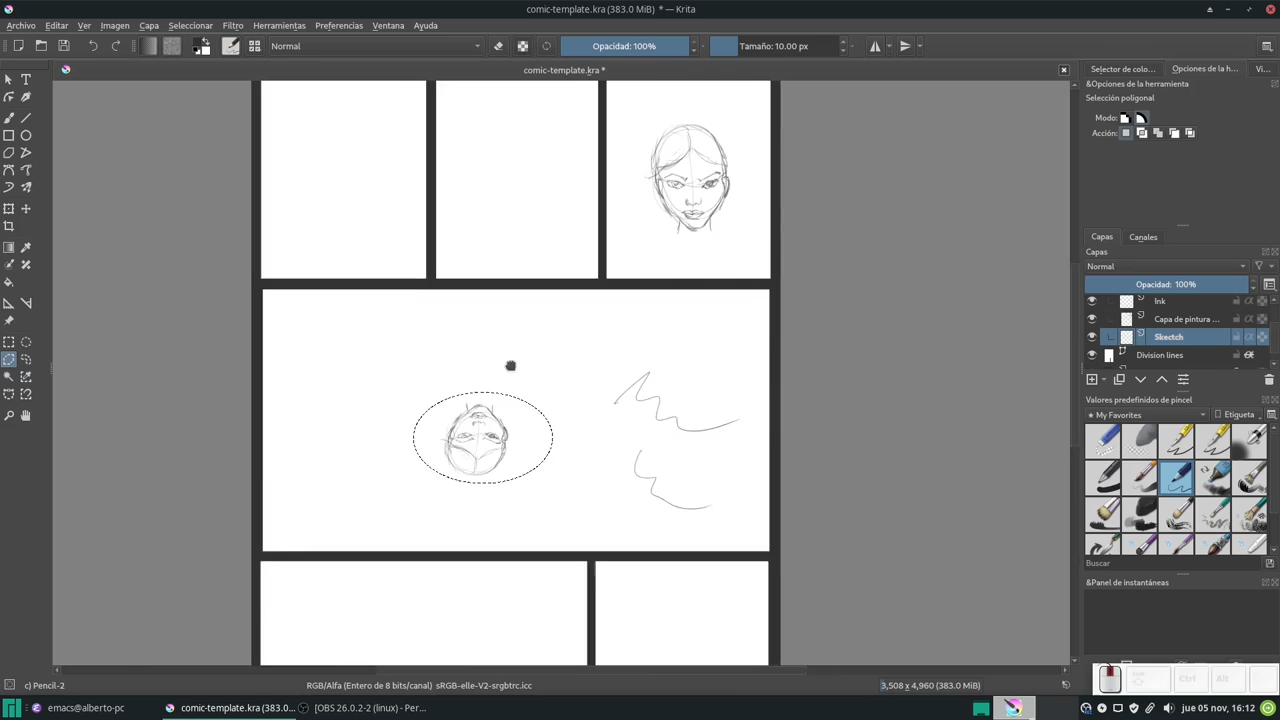 comic-template.kra (383.0 MiB) * — Krita
Archivo Editar Ver Imagen Capa Seleccionar Filtro Herramientas Preferencias Ventana Ayuda
Normal Opacidad: 100% Tamaño: 10.00 px
comic-template.kra *
Selector de colo... Opciones de la h... Vi...
&Opciones de la herramienta
Selección poligonal
Modo:
Acción:
Capas Canales
Capas
Normal
Opacidad: 100%
Ink
Capa de pintura ...
Skectch
Division lines
Valores predefinidos de pincel
My Favorites Etiqueta
Buscar
&Panel de instantáneas
c) Pencil-2 RGB/Alfa (Entero de 8 bits/canal) sRGB-elle-V2-srgbtrc.icc 3,508 x 4,960 (383.0 MiB)
Ctrl Alt
emacs@alberto-pc comic-template.kra (383.0... [OBS 26.0.2-2 (linux) - Per... jue 05 nov, 16:12